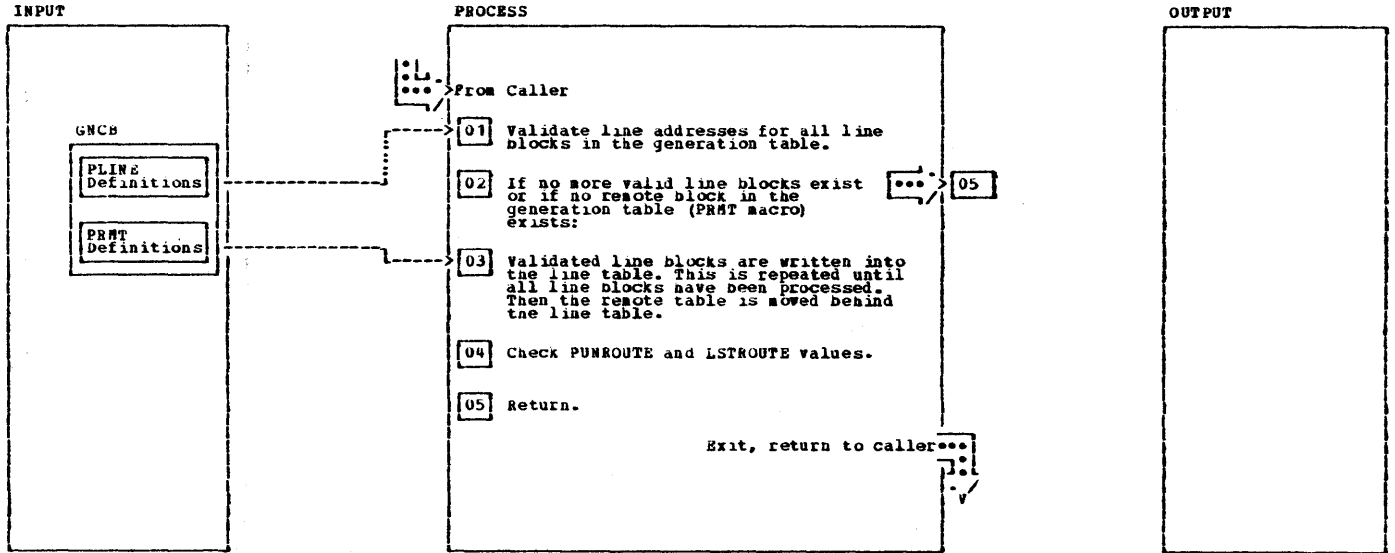 INPUT
PROCESS
OUTPUT
From Caller
GNCB
PLINE
Definitions
PRMT
Definitions
01 Validate line addresses for all line
blocks in the generation table.
02 If no more valid line blocks exist
or if no remote block in the
generation table (PRMT macro)
exists:
05
03 Validated line blocks are written into
the line table. This is repeated until
all line blocks have been processed.
Then the remote table is moved behind
the line table.
04 Check PUNROUTE and LSTROUTE values.
05 Return.
Exit, return to caller